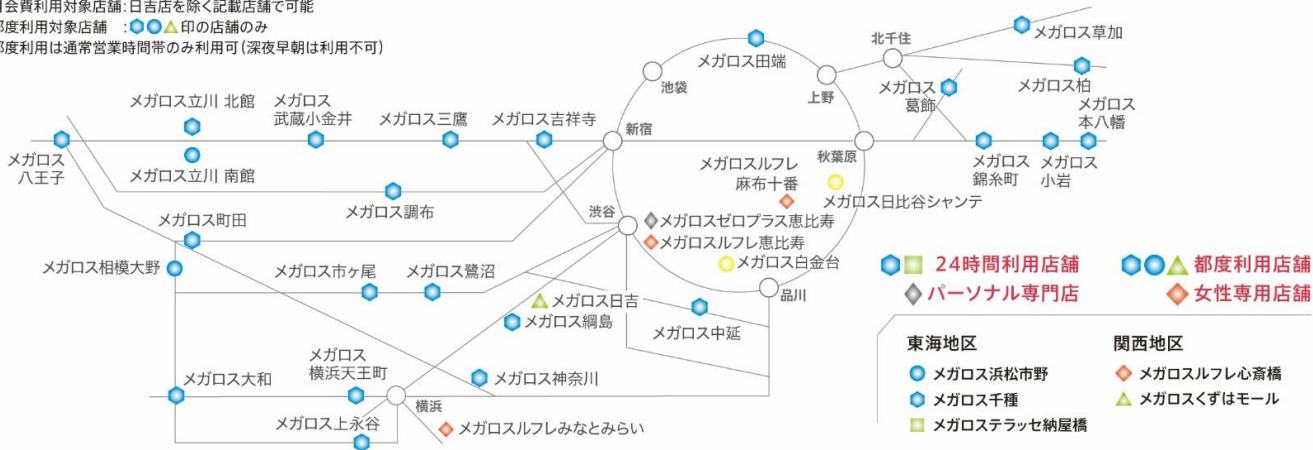 月会費利用対象店舗:日吉店を除く記載店舗で可能
都度利用対象店舗 :印の店舗のみ
都度利用は通常営業時間帯のみ利用可(深夜早朝は利用不可)
メガロス草加
北千住
メガロス田端
メガロス柏
池袋
上野
メガロス
葛飾
メガロス
本八幡
メガロス立川 北館
メガロス
武蔵小金井
メガロス三鷹
メガロス吉祥寺
新宿
秋葉原
メガロス
八王子
メガロス立川 南館
メガロスルフレ
麻布十番
メガロス
錦糸町
メガロス
小岩
メガロス調布
メガロス日比谷シャンテ
渋谷
メガロス町田
メガロスゼロプラス恵比寿
メガロスルフレ恵比寿
メガロス相模大野
メガロス市ヶ尾
メガロス鷺沼
メガロス白金台
品川
メガロス日吉
メガロス綱島
メガロス中延
メガロス大和
メガロス
横浜天王町
メガロス神奈川
横浜
メガロス上永谷
メガロスルフレみなとみらい
24時間利用店舗
都度利用店舗
パーソナル専門店
女性専用店舗
東海地区
メガロス浜松市野
メガロス千種
メガロステラッセ納屋橋
関西地区
メガロスルフレ心斎橋
メガロスくずはモール